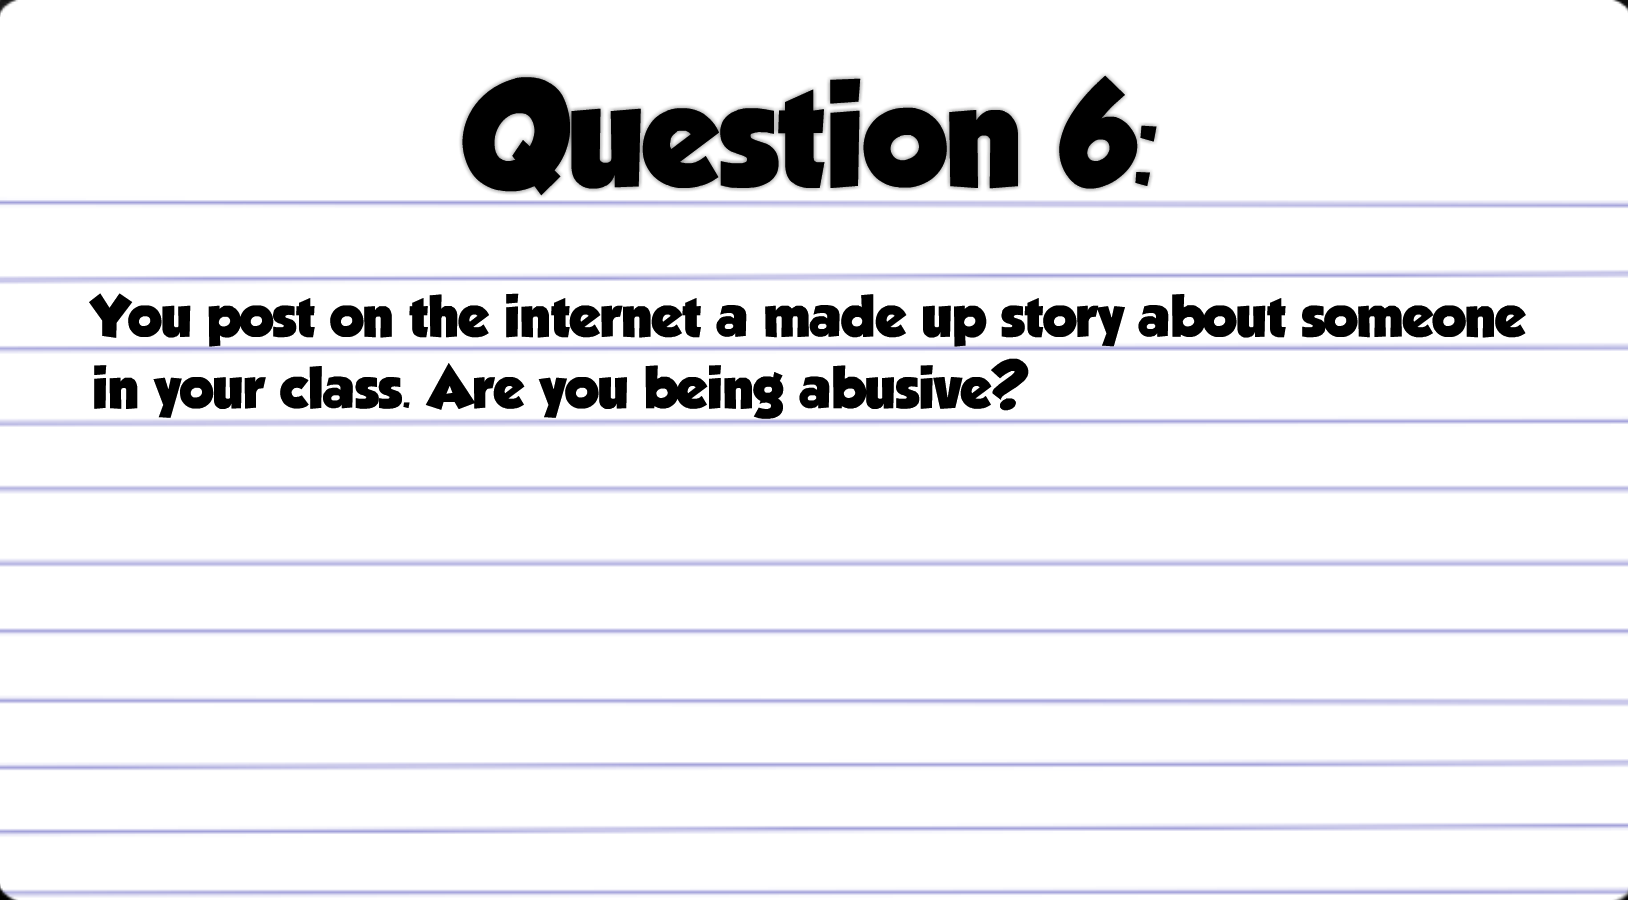 Question 6:
You post on the internet a made up story about someone
in your class. Are you being abusive?